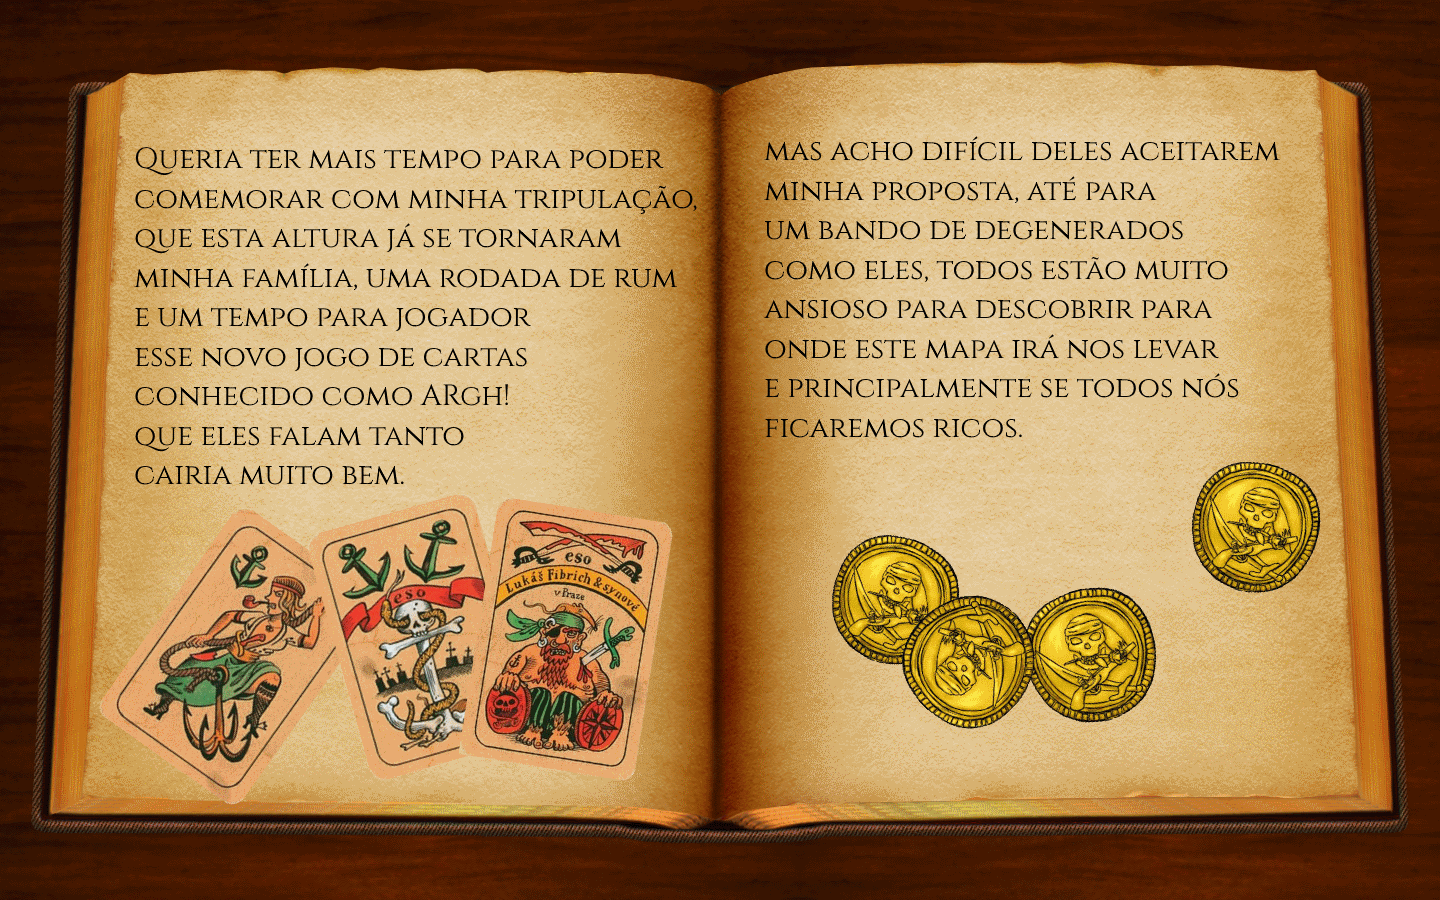 Queria ter mais tempo para poder
comemorar com minha tripulação,
que esta altura já se tornaram
minha família, uma rodada de rum
e um tempo para jogador
esse novo jogo de cartas
conhecido como ARgh!
que eles falam tanto
cairia muito bem.
eso
eso
Lukáš Fibrich & synové
v Praze
mas acho difícil deles aceitarem
minha proposta, até para
um bando de degenerados
como eles, todos estão muito
ansioso para descobrir para
onde este mapa irá nos levar
e principalmente se todos nós
ficaremos ricos.